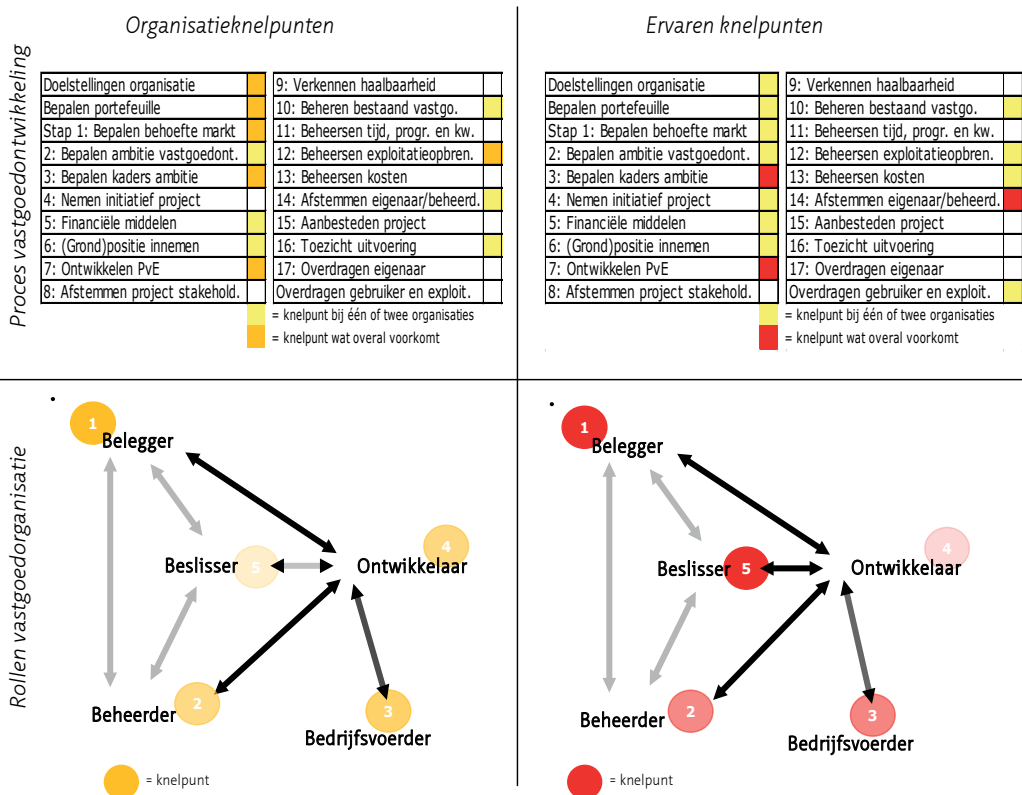 Organisatieknelpunten
Ervaren knelpunten
Proces vastgoedontwikkeling
Doelstellingen organisatie
Bepalen portefeuille
Stap 1: Bepalen behoefte markt
2: Bepalen ambitie vastgoedont.
3: Bepalen kaders ambitie
4: Nemen initiatief project
5: Financiële middelen
6: (Grond)positie innemen
7: Ontwikkelen PvE
8: Afstemmen project stakehold.
9: Verkennen haalbaarheid
10: Beheren bestaand vastgo.
11: Beheersen tijd, progr. en kw.
12: Beheersen exploitatieopbren.
13: Beheersen kosten
14: Afstemmen eigenaar/beheerd.
15: Aanbesteden project
16: Toezicht uitvoering
17: Overdragen eigenaar
Overdragen gebruiker en exploit.
= knelpunt bij één of twee organisaties
= knelpunt wat overal voorkomt
Doelstellingen organisatie
Bepalen portefeuille
Stap 1: Bepalen behoefte markt
2: Bepalen ambitie vastgoedont.
3: Bepalen kaders ambitie
4: Nemen initiatief project
5: Financiële middelen
6: (Grond)positie innemen
7: Ontwikkelen PvE
8: Afstemmen project stakehold.
9: Verkennen haalbaarheid
10: Beheren bestaand vastgo.
11: Beheersen tijd, progr. en kw.
12: Beheersen exploitatieopbren.
13: Beheersen kosten
14: Afstemmen eigenaar/beheerd.
15: Aanbesteden project
16: Toezicht uitvoering
17: Overdragen eigenaar
Overdragen gebruiker en exploit.
= knelpunt bij één of twee organisaties
= knelpunt wat overal voorkomt
Rollen vastgoedorganisatie
1
Belegger
4
Beslisser 5 Ontwikkelaar
2
Beheerder
3
Bedrijfsvoerder
= knelpunt
1
Belegger
4
Beslisser 5 Ontwikkelaar
2
Beheerder
3
Bedrijfsvoerder
= knelpunt